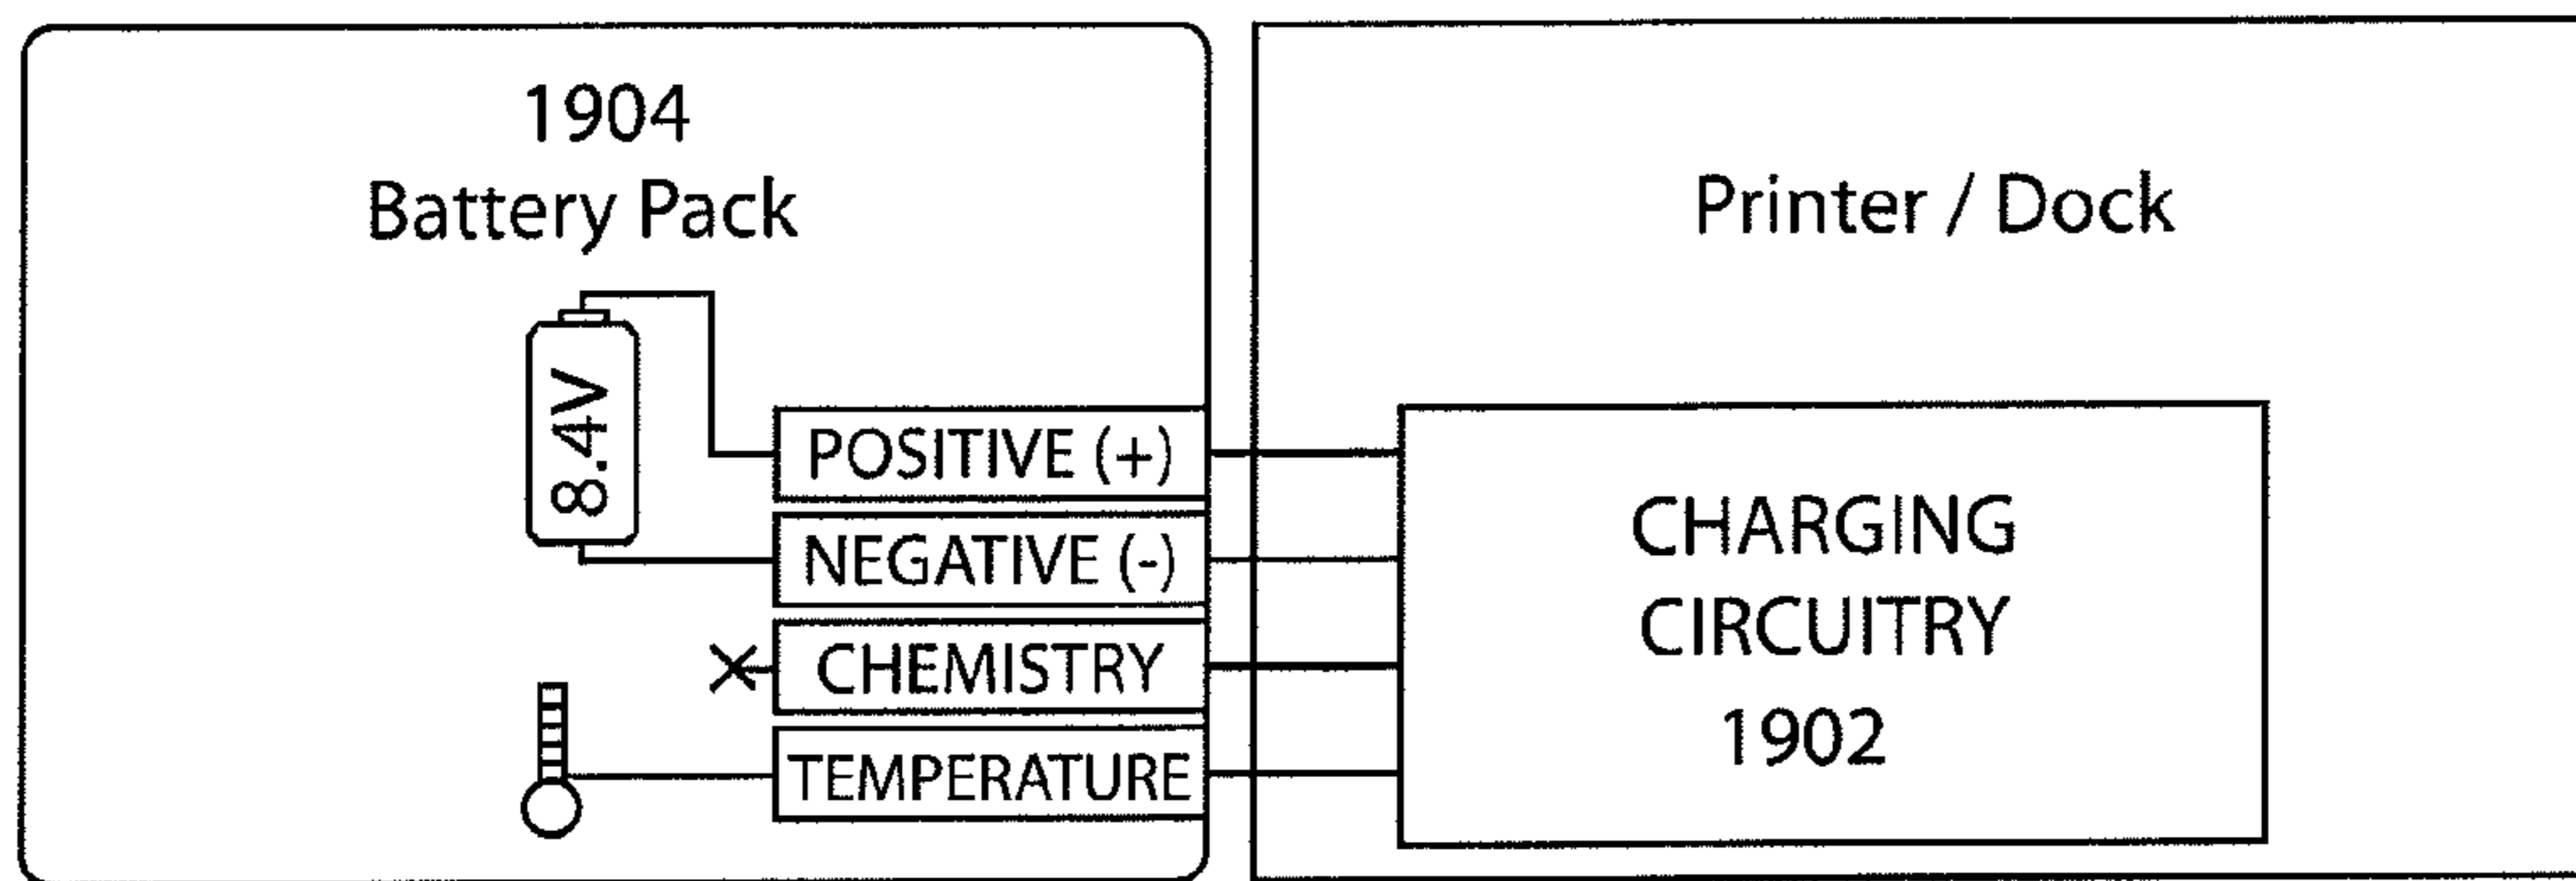 1904
Battery Pack
8.4V
POSITIVE (+)
NEGATIVE (-)
CHEMISTRY
TEMPERATURE
Printer / Dock
CHARGING
CIRCUITRY
1902